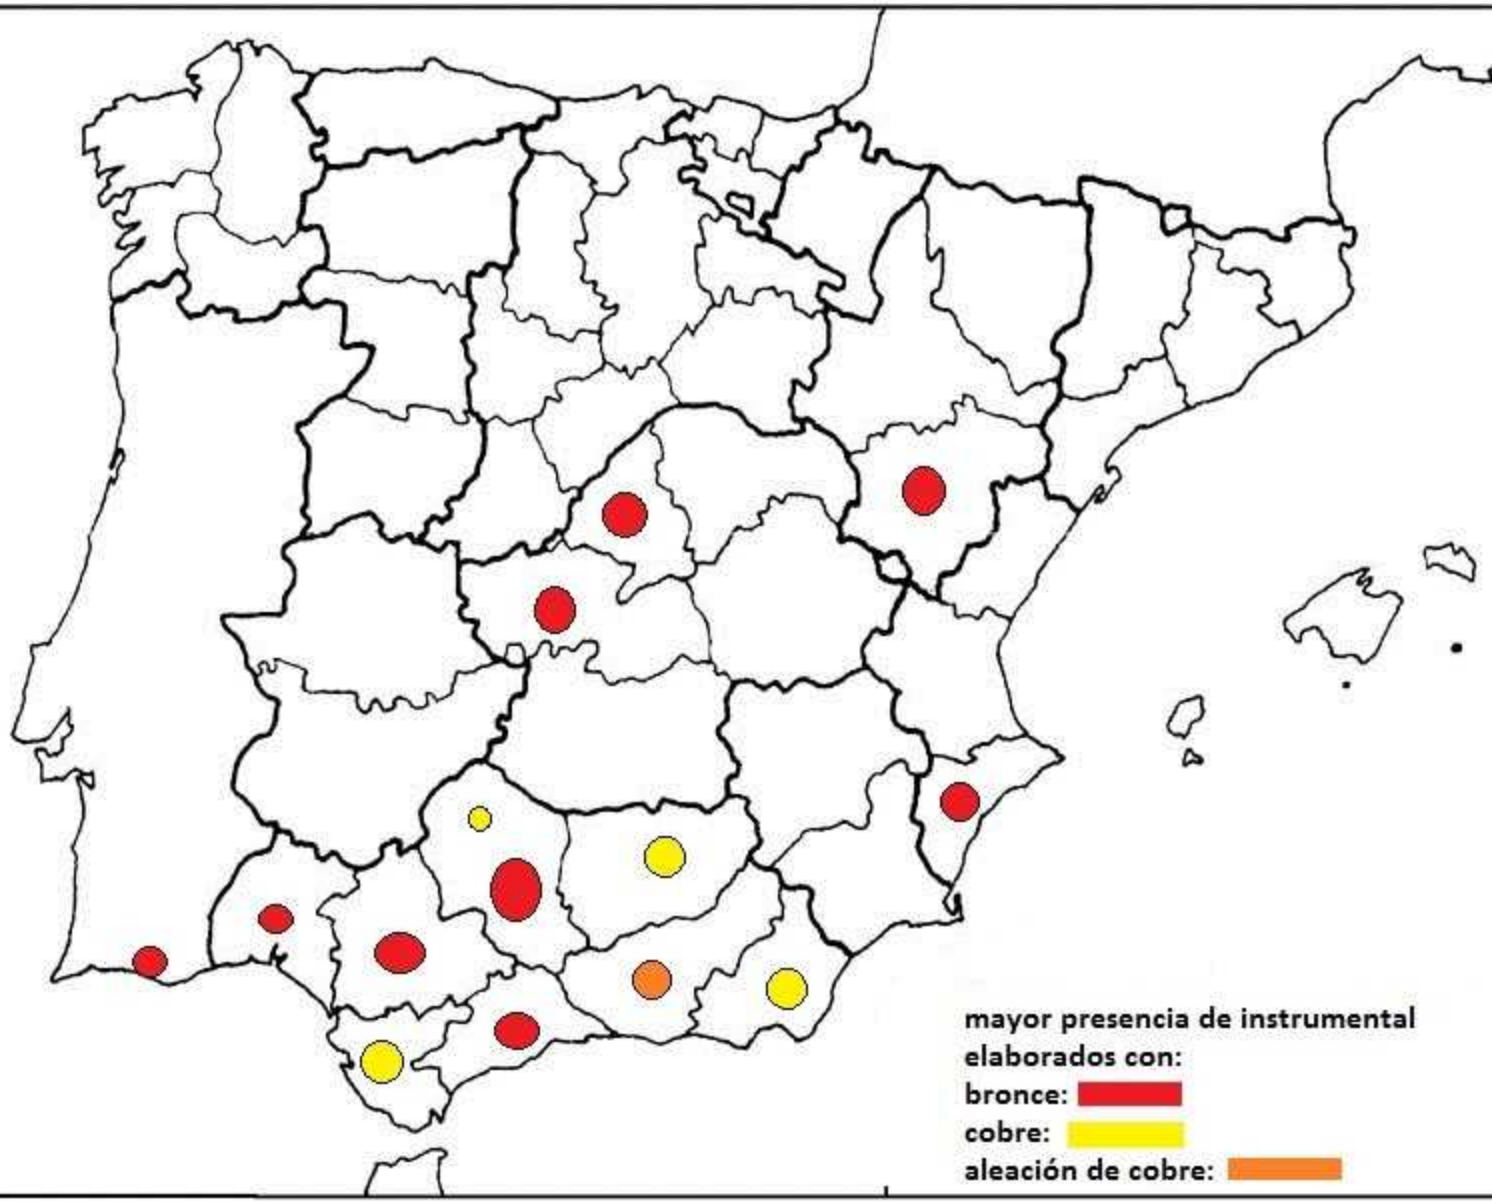 mayor presencia de instrumental
elaborados con:
bronce:
cobre:
aleación de cobre: